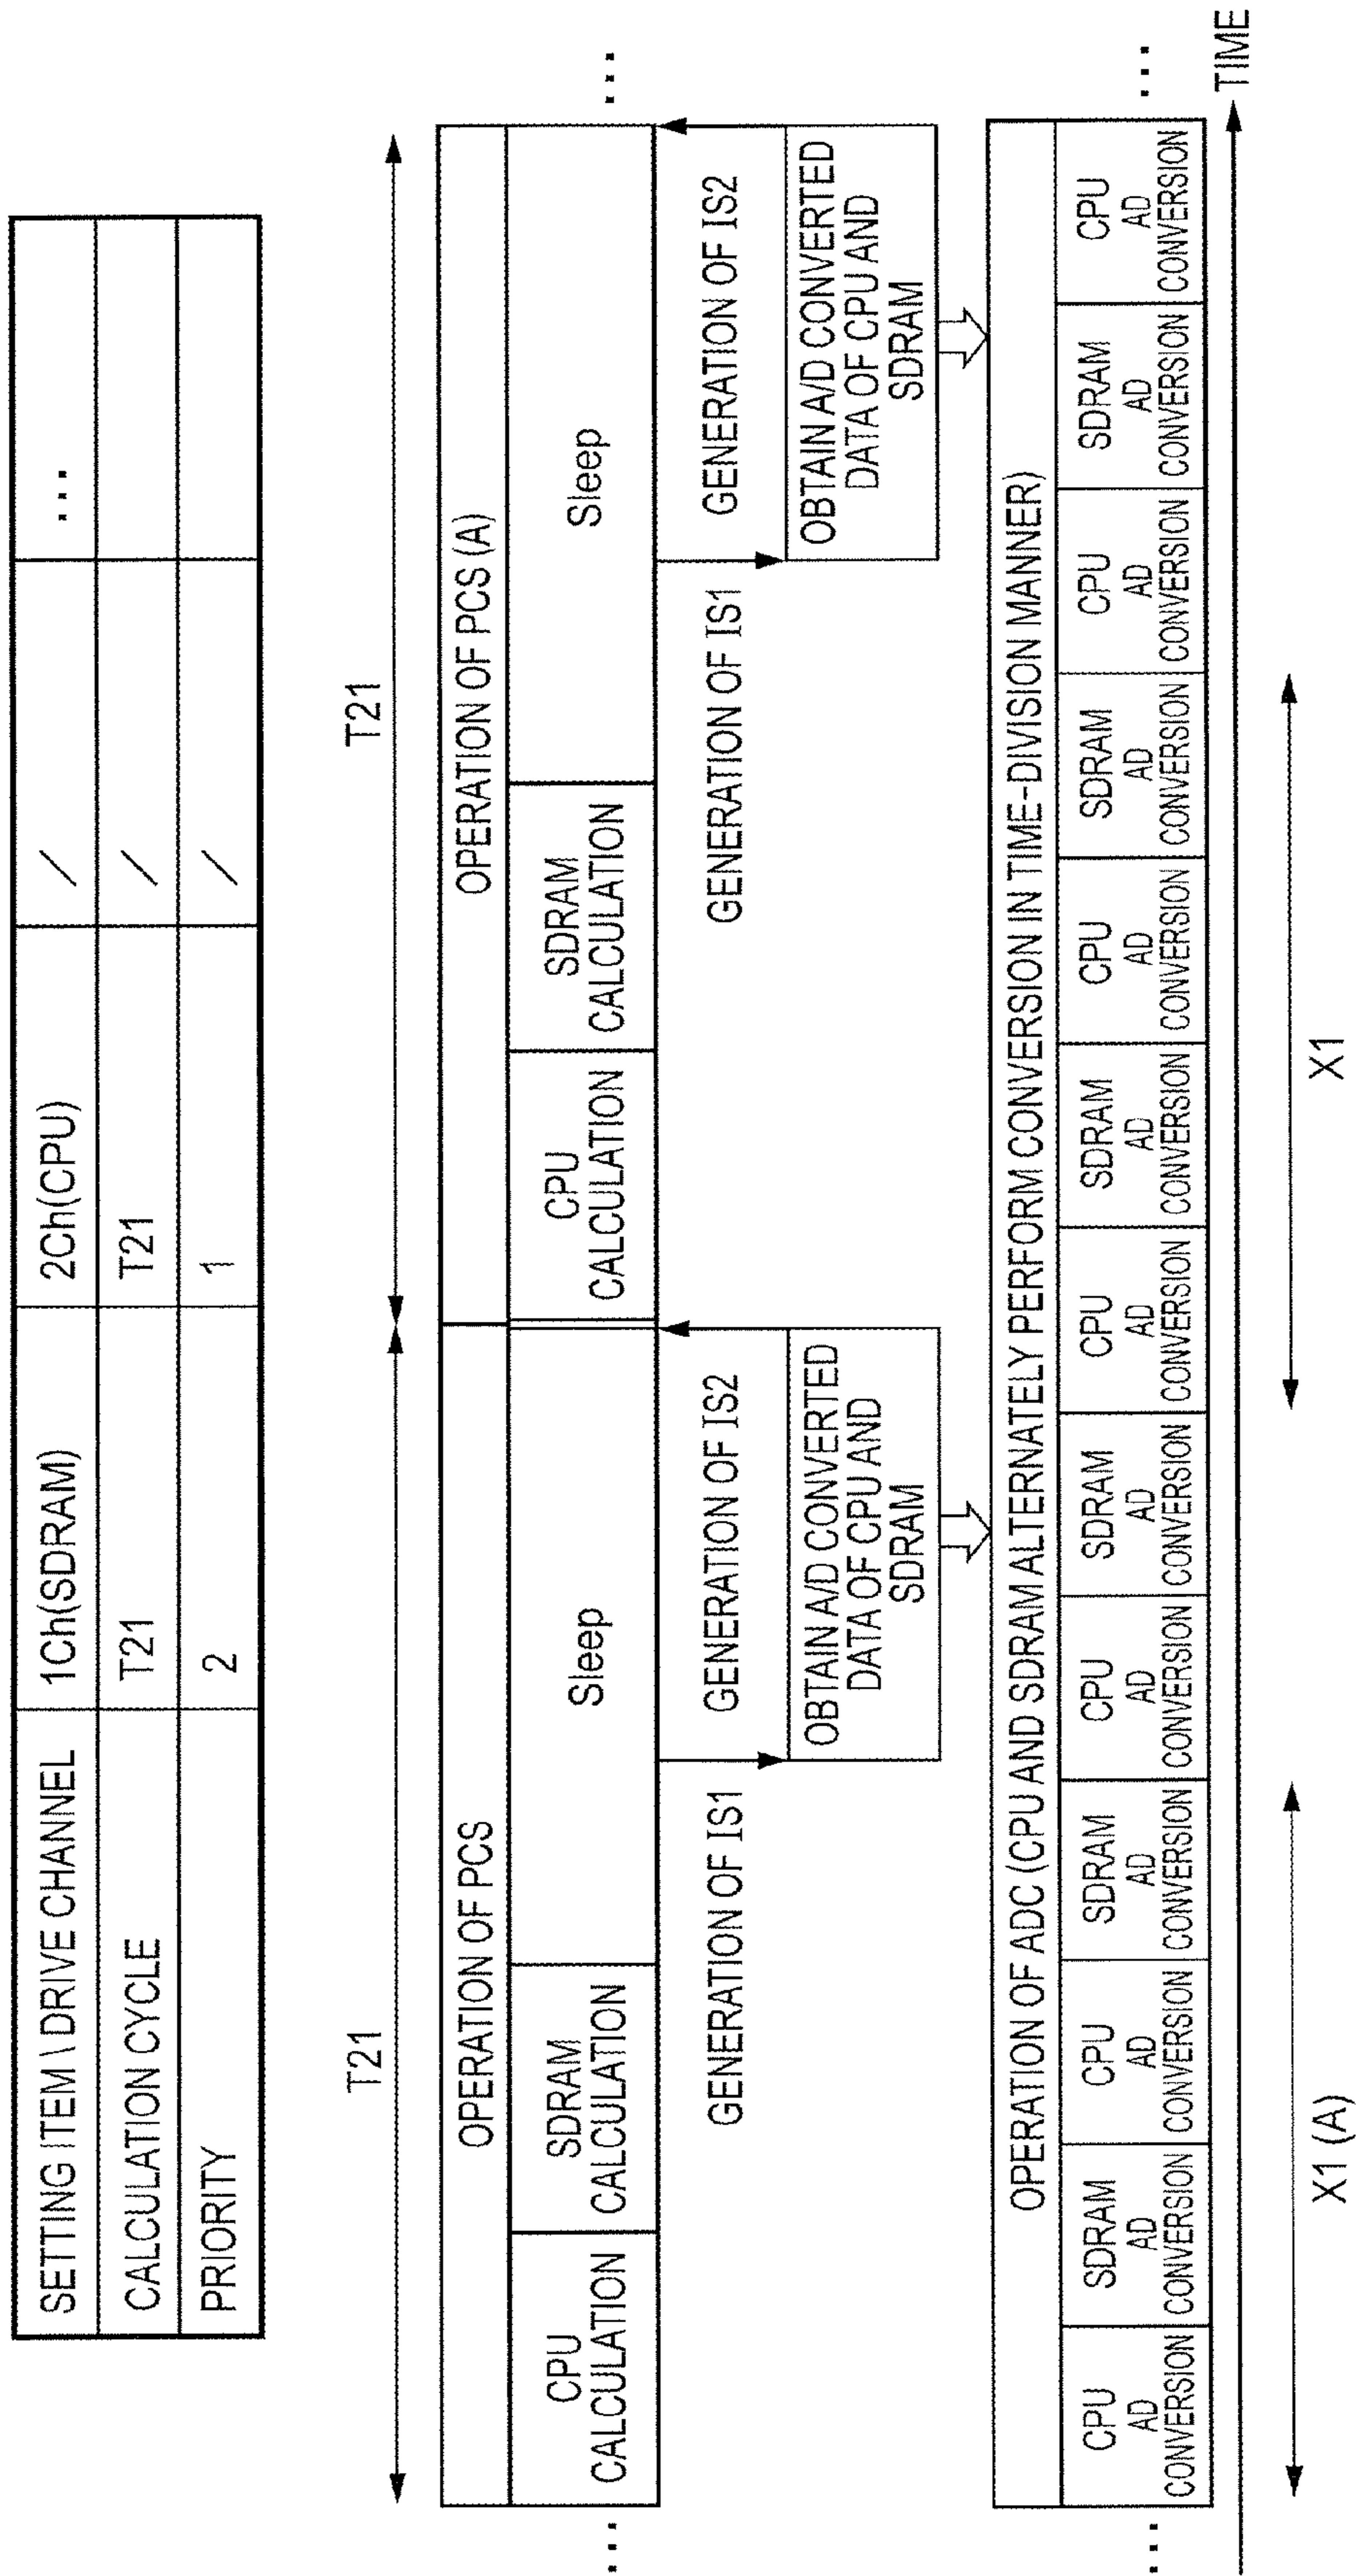 SETTING ITEM \ DRIVE CHANNEL 1Ch(SDRAM) 2Ch(CPU) / ...
CALCULATION CYCLE T21 T21 /
PRIORITY 2 1 /
T21 T21
OPERATION OF PCS OPERATION OF PCS (A)
... CPU CALCULATION SDRAM CALCULATION Sleep CPU CALCULATION SDRAM CALCULATION Sleep ...
GENERATION OF IS1 GENERATION OF IS2 GENERATION OF IS1 GENERATION OF IS2
OBTAIN A/D CONVERTED
DATA OF CPU AND
SDRAM
OBTAIN A/D CONVERTED
DATA OF CPU AND
SDRAM
OPERATION OF ADC (CPU AND SDRAM ALTERNATELY PERFORM CONVERSION IN TIME-DIVISION MANNER)
... CPU SDRAM CPU SDRAM CPU SDRAM CPU SDRAM CPU SDRAM CPU SDRAM CPU ...
AD AD AD AD AD AD AD AD AD AD AD AD AD
CONVERSION CONVERSION CONVERSION CONVERSION CONVERSION CONVERSION CONVERSION CONVERSION CONVERSION CONVERSION CONVERSION CONVERSION CONVERSION
TIME
X1 (A) X1